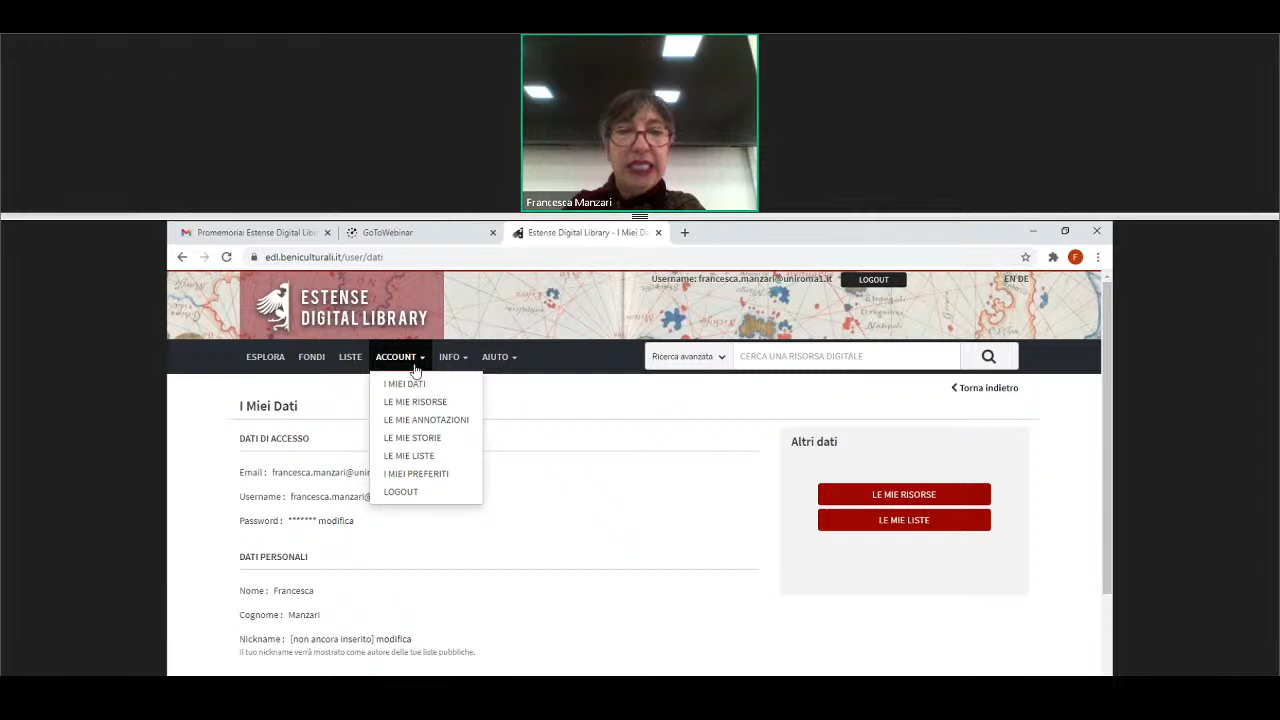 Francesca Manzari
Promemoria: Estense Digital Libr
GoToWebinar
Estense Digital Library - I Miei Da
edl.beniculturali.it/user/dati
F
Username: francesca.manzari@uniroma1.it
LOGOUT
EN DE
ESTENSE
DIGITAL LIBRARY
ESPLORA
FONDI
LISTE
ACCOUNT
INFO
AIUTO
Ricerca avanzata
CERCA UNA RISORSA DIGITALE
I MIEI DATI
LE MIE RISORSE
LE MIE ANNOTAZIONI
LE MIE STORIE
LE MIE LISTE
I MIEI PREFERITI
LOGOUT
Torna indietro
I Miei Dati
DATI DI ACCESSO
Email : francesca.manzari@unir
Username : francesca.manzari@
Password : ******* modifica
DATI PERSONALI
Nome : Francesca
Cognome : Manzari
Nickname : [non ancora inserito] modifica
Il tuo nickname verrà mostrato come autore delle tue liste pubbliche.
Altri dati
LE MIE RISORSE
LE MIE LISTE